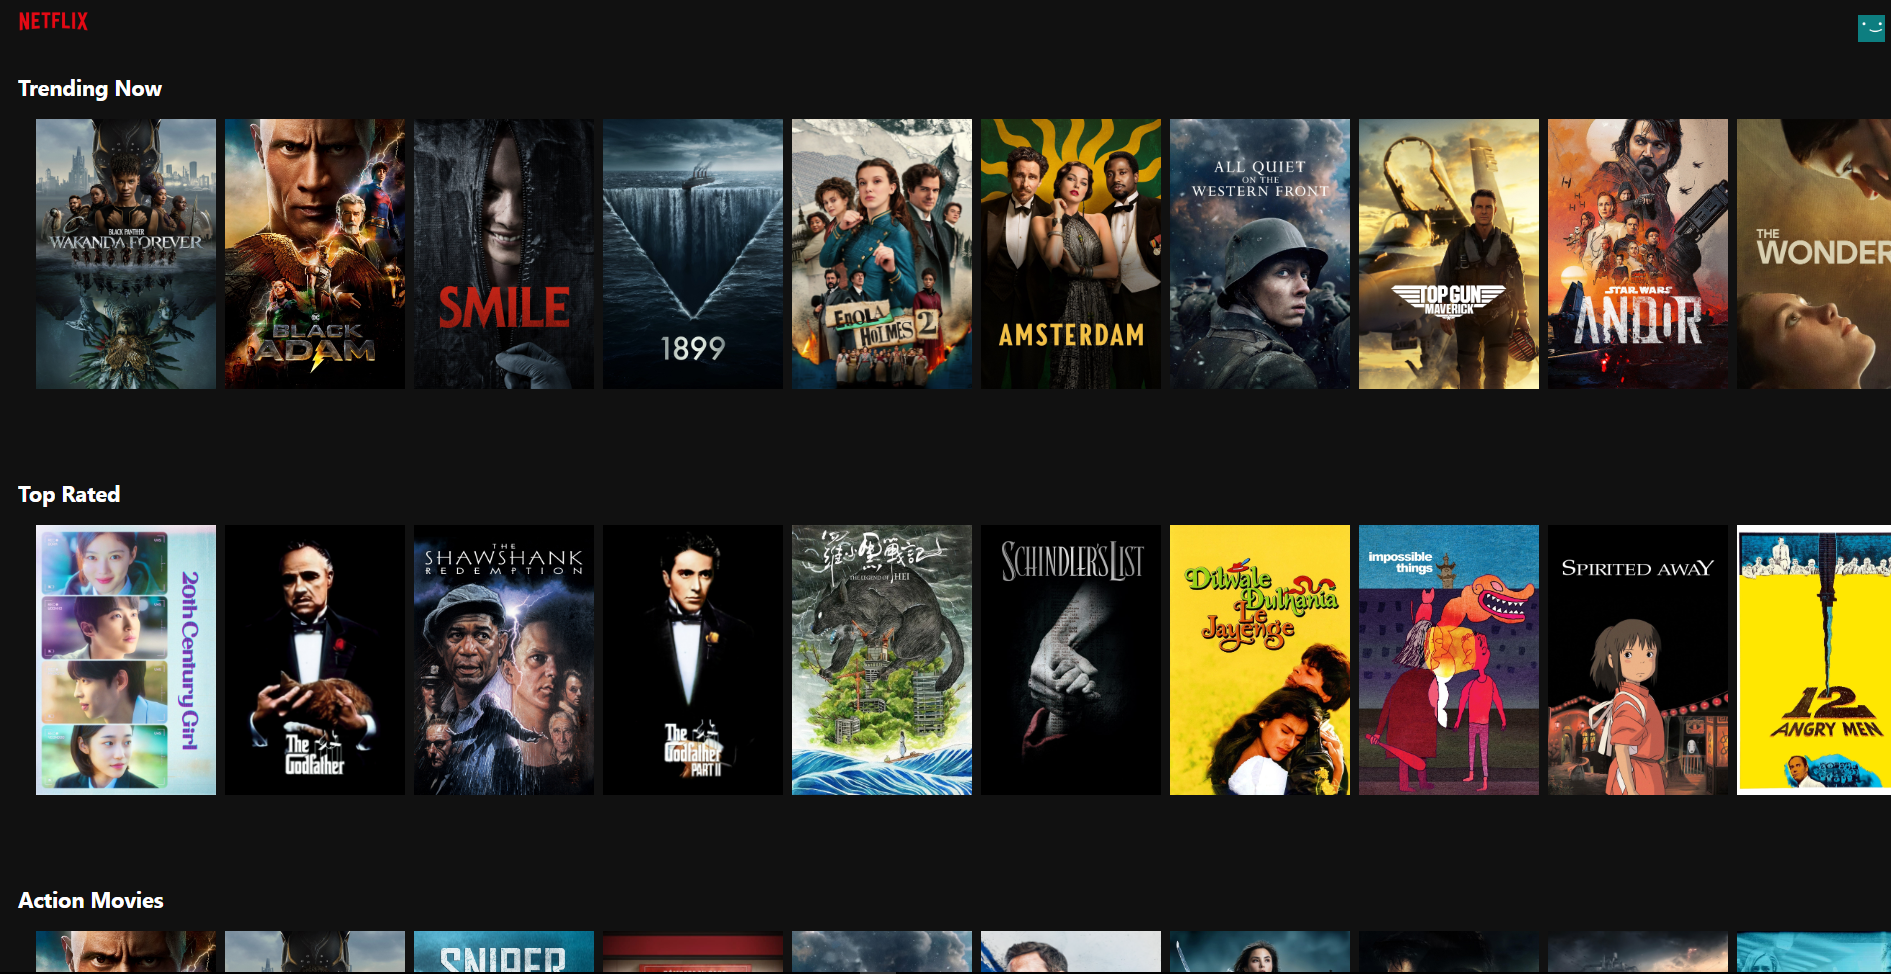 NETFLIX
Trending Now
BLACK PANTHER
WAKANDA FOREVER
DC
BLACK
ADAM
SMILE
1899
ENOLA
HOLMES 2
AMSTERDAM
ALL QUIET
ON THE
WESTERN FRONT
TOP GUN
MAVERICK
STAR WARS
ANDOR
THE
WONDER
Top Rated
20th Century Girl
The
Godfather
THE
SHAWSHANK
REDEMPTION
The
Godfather
PART II
羅小黑戰記
THE LEGEND OF HEI
SCHINDLER'S LIST
Dilwale
Dulhania
Le
Jayenge
impossible
things
SPIRITED AWAY
12
ANGRY MEN
Action Movies
SNIPER